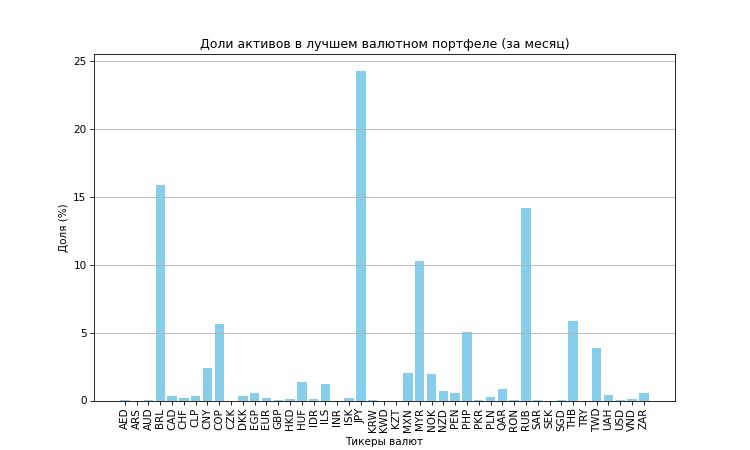 Доли активов в лучшем валютном портфеле (за месяц)
25
20
15
10
5
0
Доля (%)
AED ARS AUD BRL CAD CHF CLP CNY COP CZK DKK EGP EUR GBP HKD HUF IDR ILS INR ISK JPY KRW KWD KZT MXN MYR NOK NZD PEN PHP PKR PLN QAR RON RUB SAR SEK SGD THB TRY TWD UAH USD VND ZAR
Тикеры валют